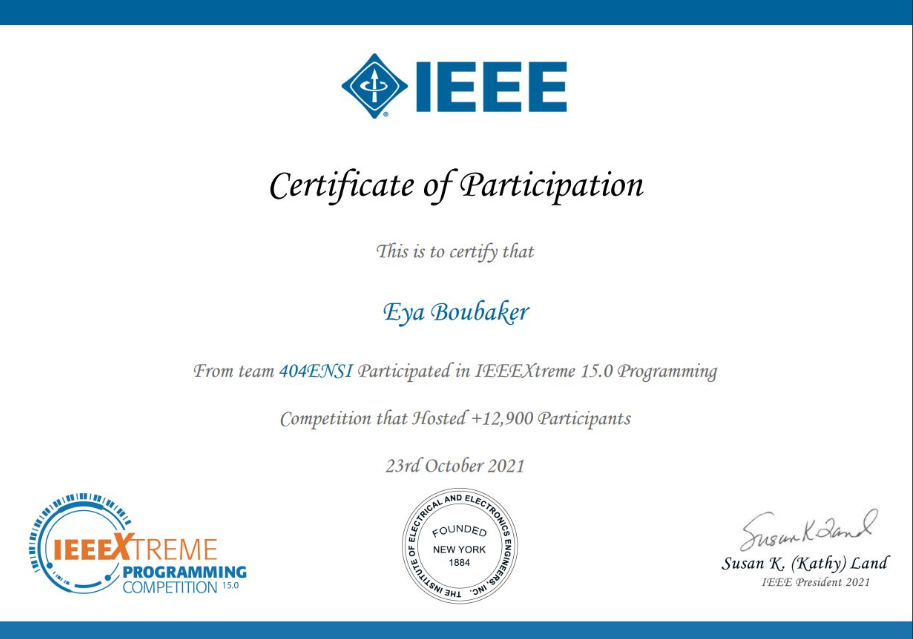 IEEE
Certificate of Participation
This is to certify that
Eya Boubaker
From team 404ENSI Participated in IEEEXtreme 15.0 Programming
Competition that Hosted +12,900 Participants
23rd October 2021
IEEEXTREME
PROGRAMMING
COMPETITION 15.0
THE INSTITUTE OF ELECTRICAL AND ELECTRONICS ENGINEERS, INC.
FOUNDED
NEW YORK
1884
Susan K Land
Susan K. (Kathy) Land
IEEE President 2021